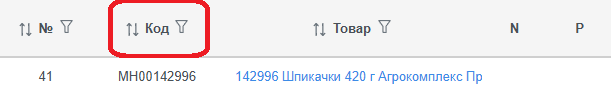 № Код Товар N P
41 МН00142996 142996 Шпикачки 420 г Агрокомплекс Пр